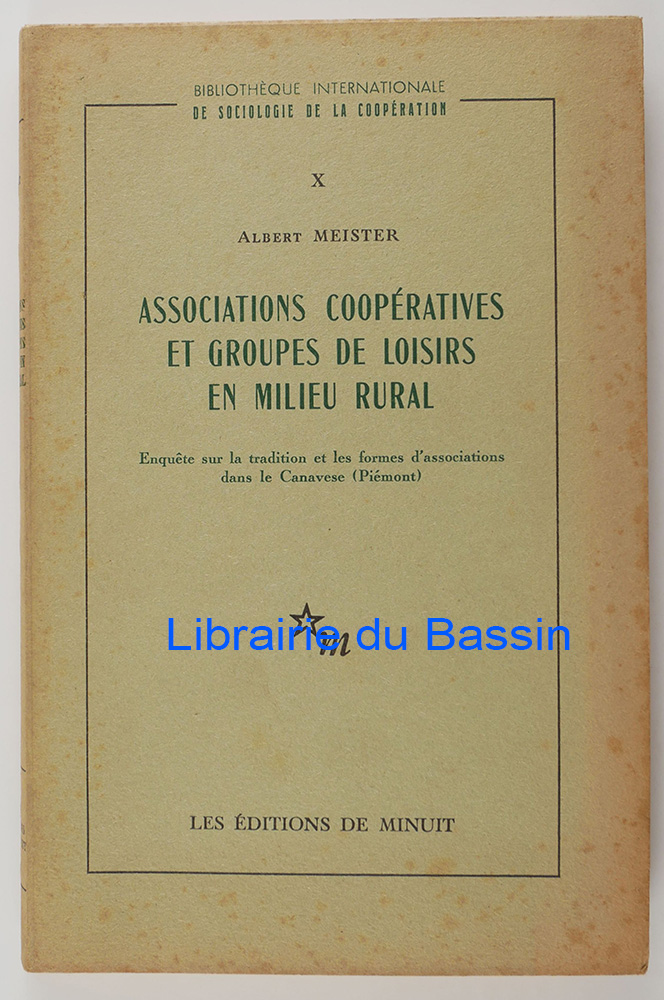 BIBLIOTHÈQUE INTERNATIONALE
DE SOCIOLOGIE DE LA COOPÉRATION
X
ALBERT MEISTER
ASSOCIATIONS COOPÉRATIVES
ET GROUPES DE LOISIRS
EN MILIEU RURAL
Enquête sur la tradition et les formes d'associations
dans le Canavese (Piémont)
m
Librairie du Bassin
LES ÉDITIONS DE MINUIT